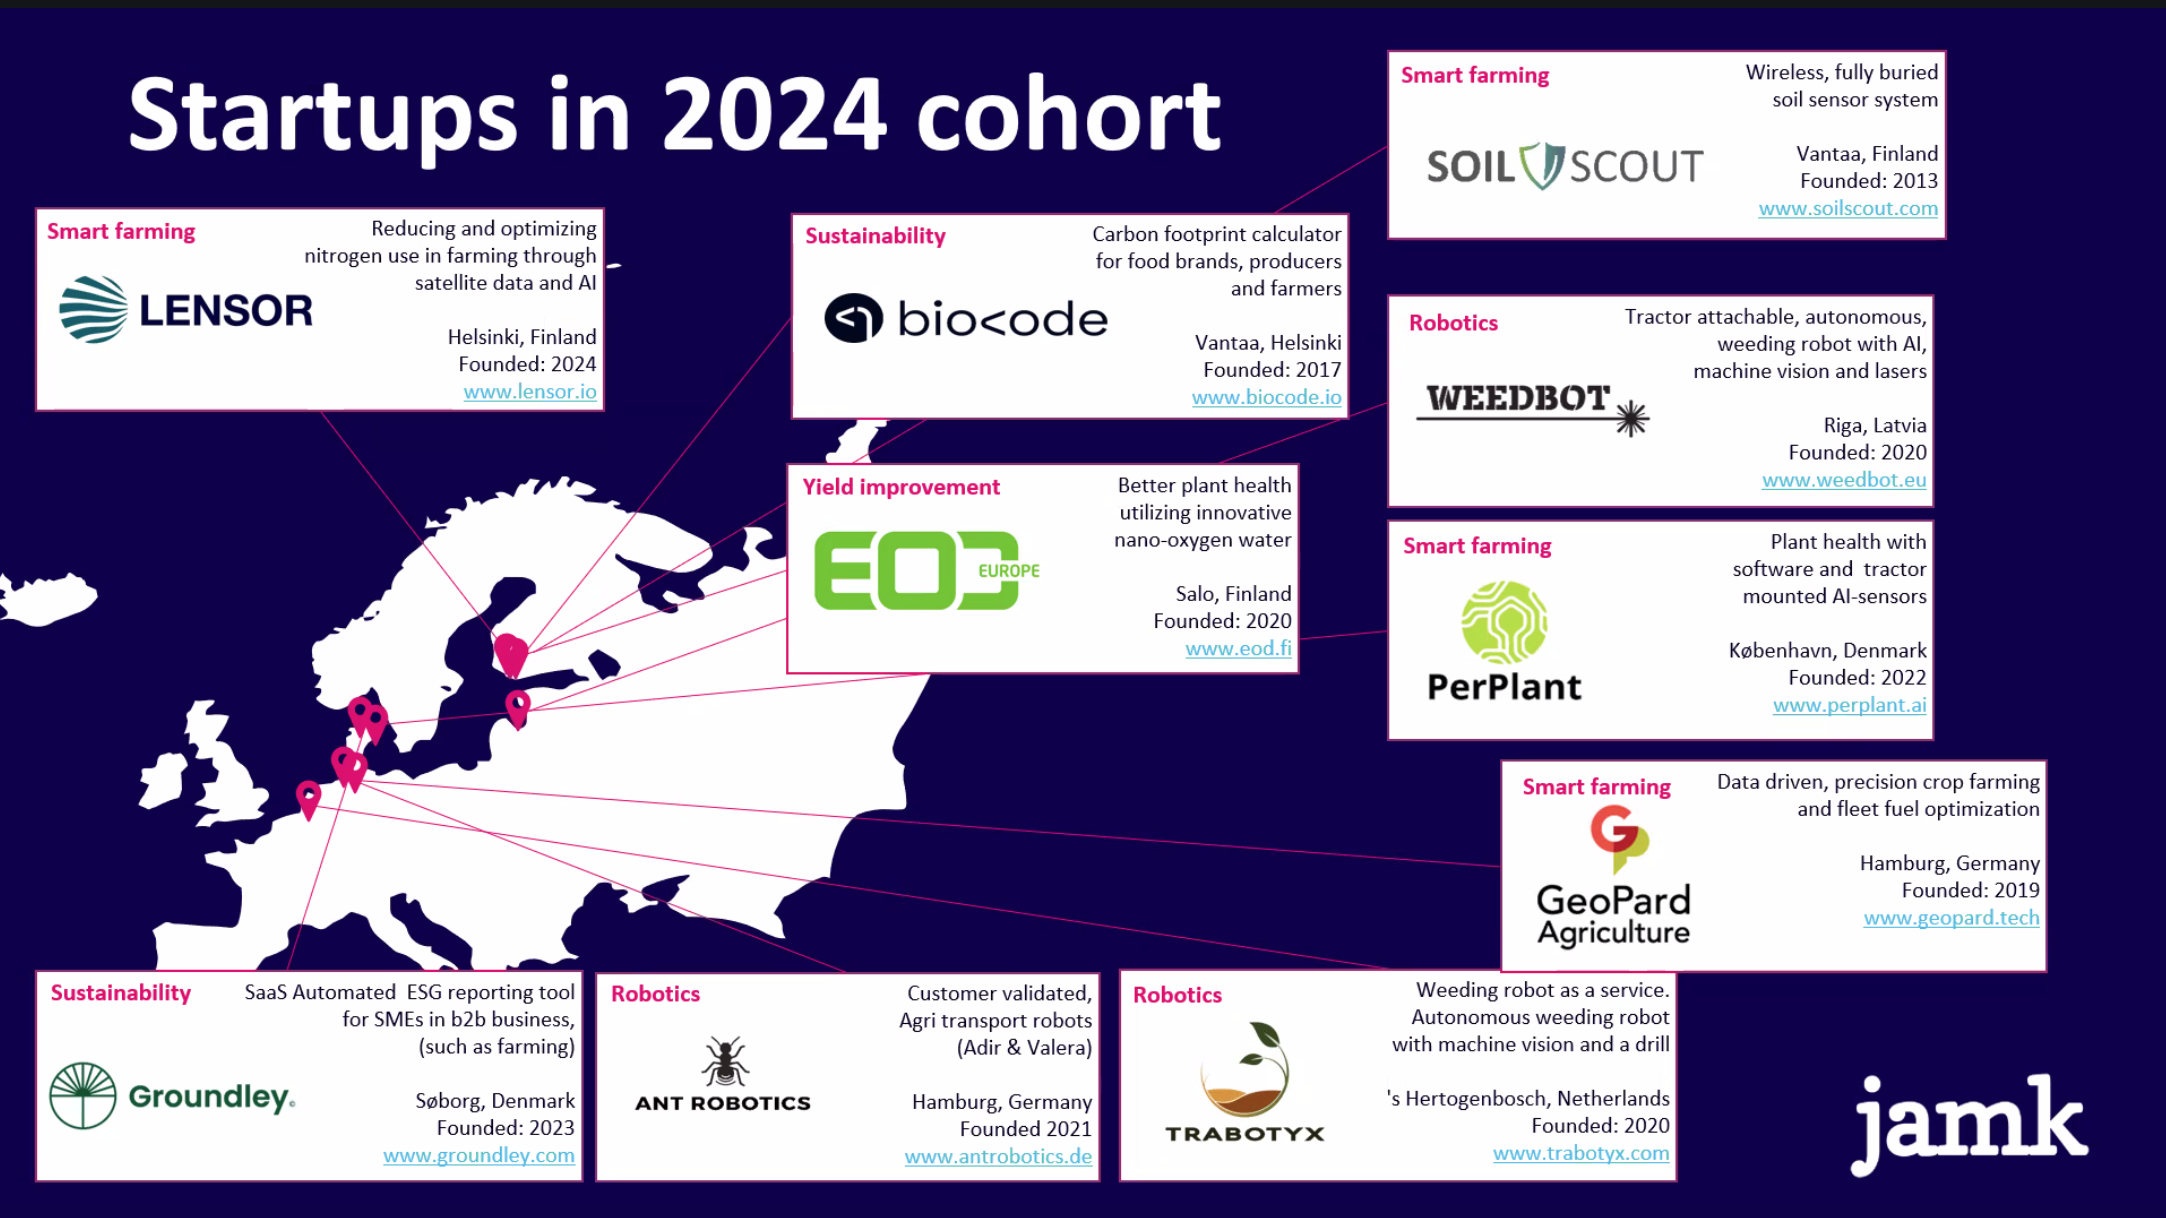 Startups in 2024 cohort
Smart farming
Reducing and optimizing
nitrogen use in farming through
satellite data and AI
LENSOR
Helsinki, Finland
Founded: 2024
www.lensor.io
Sustainability
Carbon footprint calculator
for food brands, producers
and farmers
bio<ode
Vantaa, Helsinki
Founded: 2017
www.biocode.io
Smart farming
Wireless, fully buried
soil sensor system
SOIL SCOUT
Vantaa, Finland
Founded: 2013
www.soilscout.com
Robotics
Tractor attachable, autonomous,
weeding robot with AI,
machine vision and lasers
WEEDBOT
Riga, Latvia
Founded: 2020
www.weedbot.eu
Yield improvement
Better plant health
utilizing innovative
nano-oxygen water
EOD EUROPE
Salo, Finland
Founded: 2020
www.eod.fi
Smart farming
Plant health with
software and  tractor
mounted AI-sensors
PerPlant
København, Denmark
Founded: 2022
www.perplant.ai
Smart farming
Data driven, precision crop farming
and fleet fuel optimization
GeoPard
Agriculture
Hamburg, Germany
Founded: 2019
www.geopard.tech
Sustainability
SaaS Automated  ESG reporting tool
for SMEs in b2b business,
(such as farming)
Groundley
Søborg, Denmark
Founded: 2023
www.groundley.com
Robotics
Customer validated,
Agri transport robots
(Adir & Valera)
ANT ROBOTICS
Hamburg, Germany
Founded 2021
www.antrobotics.de
Robotics
Weeding robot as a service.
Autonomous weeding robot
with machine vision and a drill
TRABOTYX
's Hertogenbosch, Netherlands
Founded: 2020
www.trabotyx.com
jamk